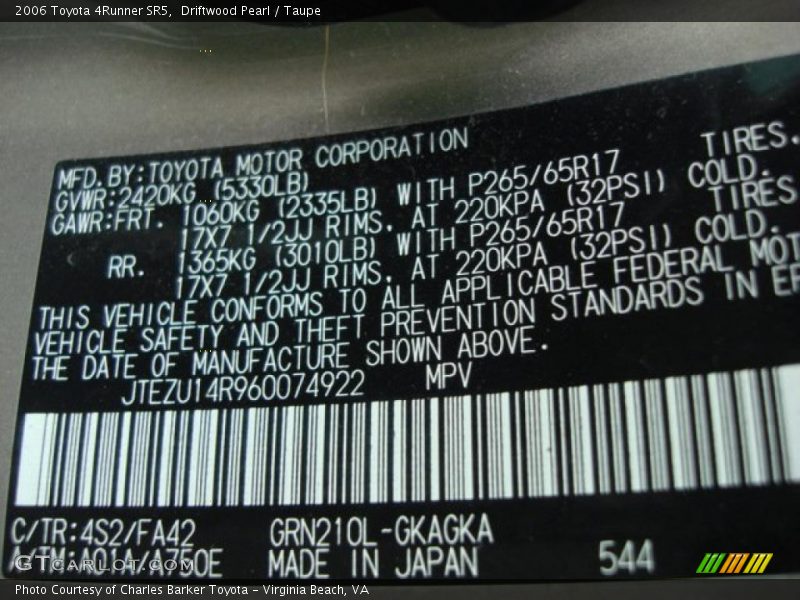 2006 Toyota 4Runner SR5,  Driftwood Pearl / Taupe
MFD.BY:TOYOTA MOTOR CORPORATION
GVWR:2420KG (5330LB)
GAWR:FRT. 1060KG (2335LB) WITH P265/65R17 TIRES.
17X7 1/2JJ RIMS. AT 220KPA (32PSI) COLD.
RR. 1365KG (3010LB) WITH P265/65R17 TIRES
17X7 1/2JJ RIMS. AT 220KPA (32PSI) COLD.
THIS VEHICLE CONFORMS TO ALL APPLICABLE FEDERAL MOT
VEHICLE SAFETY AND THEFT PREVENTION STANDARDS IN EF
THE DATE OF MANUFACTURE SHOWN ABOVE.
JTEZU14R960074922 MPV
C/TR:4S2/FA42 GRN210L-GKAGKA
A/TM:A01A/A750E MADE IN JAPAN 544
GTcarlot.com
Photo Courtesy of Charles Barker Toyota – Virginia Beach, VA